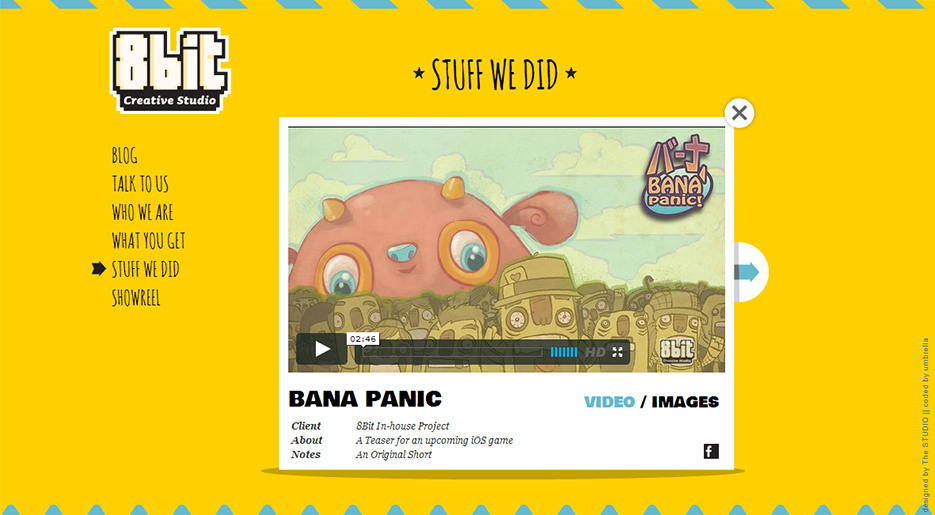 8bit
Creative Studio
STUFF WE DID
BLOG
TALK TO US
WHO WE ARE
WHAT YOU GET
STUFF WE DID
SHOWREEL
バーナ
BANA
PANIC!
02:46
HD
8bit
Creative Studio
BANA PANIC
VIDEO / IMAGES
Client 8Bit In-house Project
About A Teaser for an upcoming iOS game
Notes An Original Short
f
designed by The STUDIO || coded by umbrella